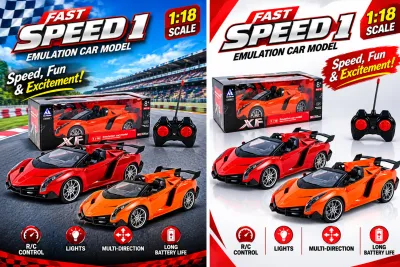 FAST
SPEED 1
EMULATION CAR MODEL
1:18
SCALE
Speed, Fun
& Excitement!
XF
R/C
CONTROL
LIGHTS
MULTI-DIRECTION
LONG
BATTERY LIFE
FAST
SPEED 1
EMULATION CAR MODEL
1:18
SCALE
Speed, Fun
& Excitement!
XF
R/C
CONTROL
LIGHTS
MULTI-DIRECTION
LONG
BATTERY LIFE